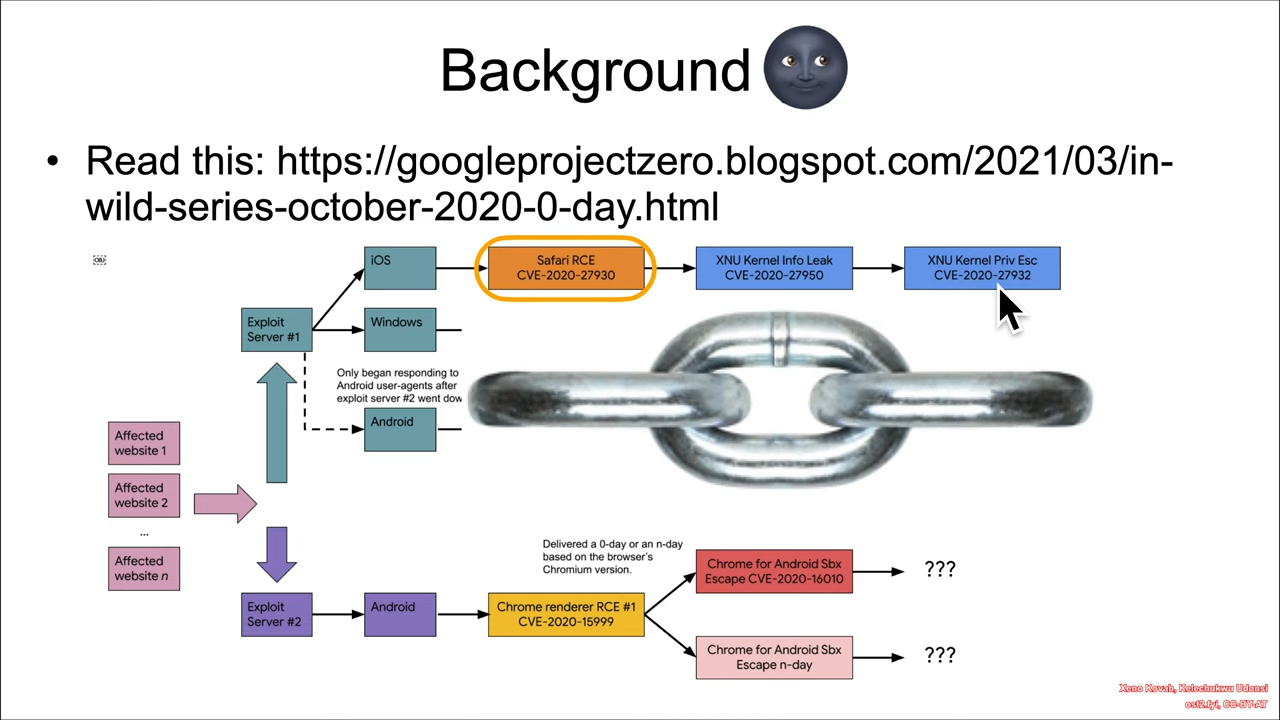 Background
• Read this: https://googleprojectzero.blogspot.com/2021/03/in-
wild-series-october-2020-0-day.html
OBJ
iOS
Safari RCE
CVE-2020-27930
XNU Kernel Info Leak
CVE-2020-27950
XNU Kernel Priv Esc
CVE-2020-27932
Exploit
Server #1
Windows
Only began responding to
Android user-agents after
exploit server #2 went dow
Android
Affected
website 1
Affected
website 2
...
Affected
website n
Delivered a 0-day or an n-day
based on the browser's
Chromium version.
Chrome for Android Sbx
Escape CVE-2020-16010
???
Exploit
Server #2
Android
Chrome renderer RCE #1
CVE-2020-15999
Chrome for Android Sbx
Escape n-day
???
Xeno Kovah, Kelechukwu Udonsi
ost2.fyi, CC-BY-AT